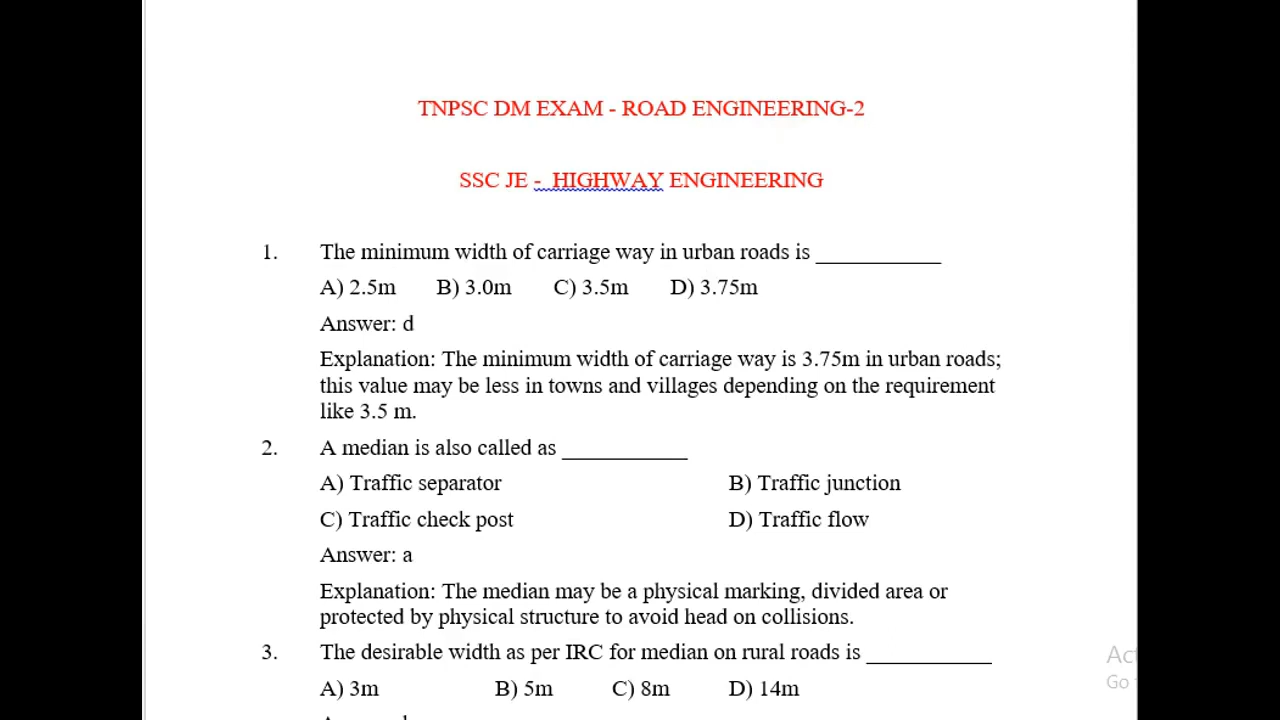 TNPSC DM EXAM - ROAD ENGINEERING-2
SSC JE - HIGHWAY ENGINEERING
1. The minimum width of carriage way in urban roads is ___________
A) 2.5m B) 3.0m C) 3.5m D) 3.75m
Answer: d
Explanation: The minimum width of carriage way is 3.75m in urban roads;
this value may be less in towns and villages depending on the requirement
like 3.5 m.
2. A median is also called as ___________
A) Traffic separator B) Traffic junction
C) Traffic check post D) Traffic flow
Answer: a
Explanation: The median may be a physical marking, divided area or
protected by physical structure to avoid head on collisions.
3. The desirable width as per IRC for median on rural roads is ___________
A) 3m B) 5m C) 8m D) 14m
Act
Go